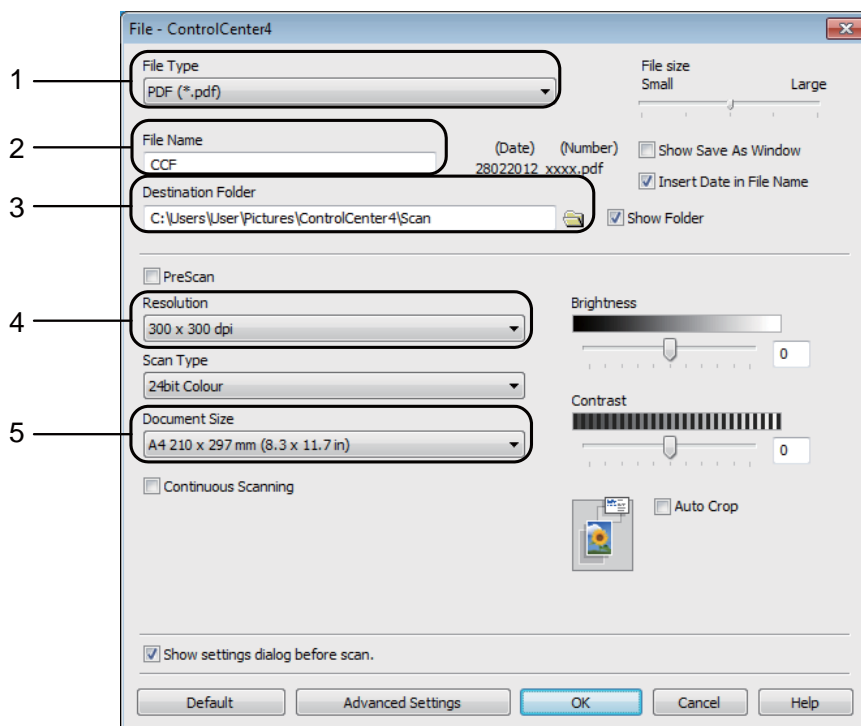 File - ControlCenter4
1
File Type
PDF (*.pdf)
File size
Small Large
2
File Name
CCF
(Date) (Number)
28022012 xxxx.pdf
Show Save As Window
Insert Date in File Name
3
Destination Folder
C:\Users\User\Pictures\ControlCenter4\Scan
Show Folder
PreScan
4
Resolution
300 x 300 dpi
Brightness
0
Scan Type
24bit Colour
Contrast
0
5
Document Size
A4 210 x 297 mm (8.3 x 11.7 in)
Continuous Scanning
Auto Crop
Show settings dialog before scan.
Default Advanced Settings OK Cancel Help